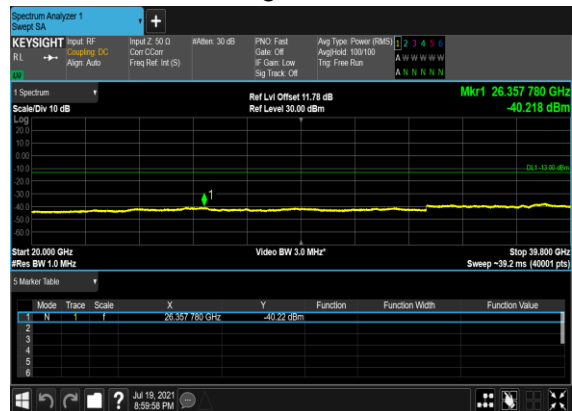 Spectrum Analyzer 1
Swept SA
+
KEYSIGHT Input: RF Input Z: 50 Ω #Atten: 30 dB PNO: Fast Avg Type: Power (RMS) 1 2 3 4 5 6
RL Coupling: DC Corr CCorr Gate: Off Avg|Hold: 100/100 A W W W W W
Align: Auto Freq Ref: Int (S) IF Gain: Low Trig: Free Run
Sig Track: Off A N N N N N
1 Spectrum Ref Lvl Offset 11.78 dB Mkr1 26.357 780 GHz
Scale/Div 10 dB Ref Level 30.00 dBm -40.218 dBm
Log
20.0
10.0
0.00
-10.0 DL1 -13.00 dBm
-20.0
-30.0
1
-40.0
-50.0
-60.0
Start 20.000 GHz Video BW 3.0 MHz* Stop 39.800 GHz
#Res BW 1.0 MHz Sweep ~39.2 ms (40001 pts)
5 Marker Table
Mode Trace Scale X Y Function Function Width Function Value
1 N 1 f 26.357 780 GHz -40.22 dBm
2
3
4
5
6
? Jul 19, 2021
8:59:58 PM